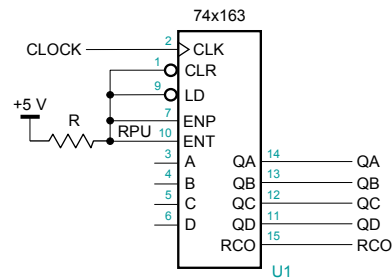 74x163
CLOCK 2 CLK
1 CLR
9 LD
+5 V R 7 ENP
RPU 10 ENT
3 A QA 14 QA
4 B QB 13 QB
5 C QC 12 QC
6 D QD 11 QD
RCO 15 RCO
U1